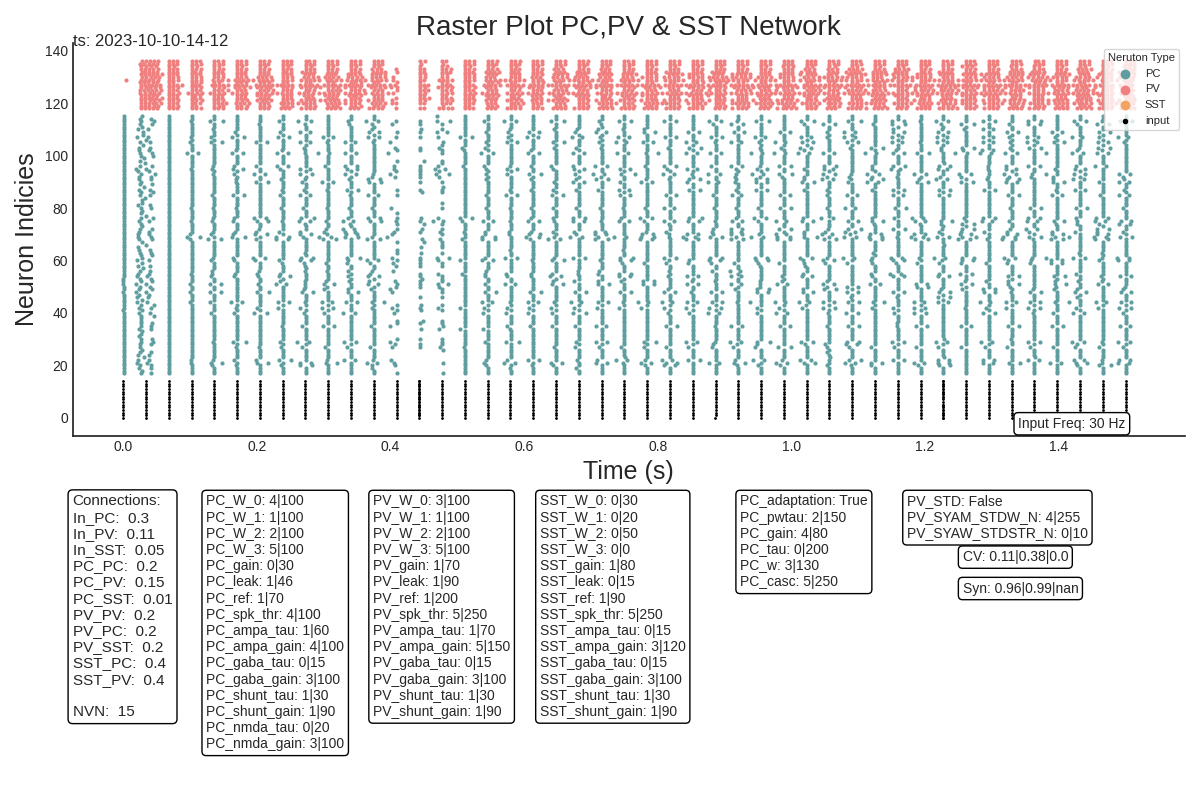 Raster Plot PC,PV & SST Network
ts: 2023-10-10-14-12
Neuron Indicies
140
120
100
80
60
40
20
0
Neruton Type
PC
PV
SST
input
Input Freq: 30 Hz
0.0 0.2 0.4 0.6 0.8 1.0 1.2 1.4
Time (s)
Connections:
In_PC: 0.3
In_PV: 0.11
In_SST: 0.05
PC_PC: 0.2
PC_PV: 0.15
PC_SST: 0.01
PV_PV: 0.2
PV_PC: 0.2
PV_SST: 0.2
SST_PC: 0.4
SST_PV: 0.4
NVN: 15
PC_W_0: 4|100
PC_W_1: 1|100
PC_W_2: 2|100
PC_W_3: 5|100
PC_gain: 0|30
PC_leak: 1|46
PC_ref: 1|70
PC_spk_thr: 4|100
PC_ampa_tau: 1|60
PC_ampa_gain: 4|100
PC_gaba_tau: 0|15
PC_gaba_gain: 3|100
PC_shunt_tau: 1|30
PC_shunt_gain: 1|90
PC_nmda_tau: 0|20
PC_nmda_gain: 3|100
PV_W_0: 3|100
PV_W_1: 1|100
PV_W_2: 1|100
PV_W_3: 5|100
PV_gain: 1|70
PV_leak: 1|90
PV_ref: 1|200
PV_spk_thr: 5|250
PV_ampa_tau: 1|70
PV_ampa_gain: 5|150
PV_gaba_tau: 0|15
PV_gaba_gain: 3|100
PV_shunt_tau: 1|30
PV_shunt_gain: 1|90
SST_W_0: 0|30
SST_W_1: 0|20
SST_W_2: 0|50
SST_W_3: 0|0
SST_gain: 1|80
SST_leak: 0|15
SST_ref: 1|90
SST_spk_thr: 5|250
SST_ampa_tau: 0|15
SST_ampa_gain: 3|120
SST_gaba_tau: 0|15
SST_gaba_gain: 3|100
SST_shunt_tau: 1|30
SST_shunt_gain: 1|90
PC_adaptation: True
PC_pwtau: 2|150
PC_gain: 4|80
PC_tau: 0|200
PC_w: 3|130
PC_casc: 5|250
PV_STD: False
PV_SYAM_STDW_N: 4|255
PV_SYAW_STDSTR_N: 0|10
CV: 0.11|0.38|0.0
Syn: 0.96|0.99|nan